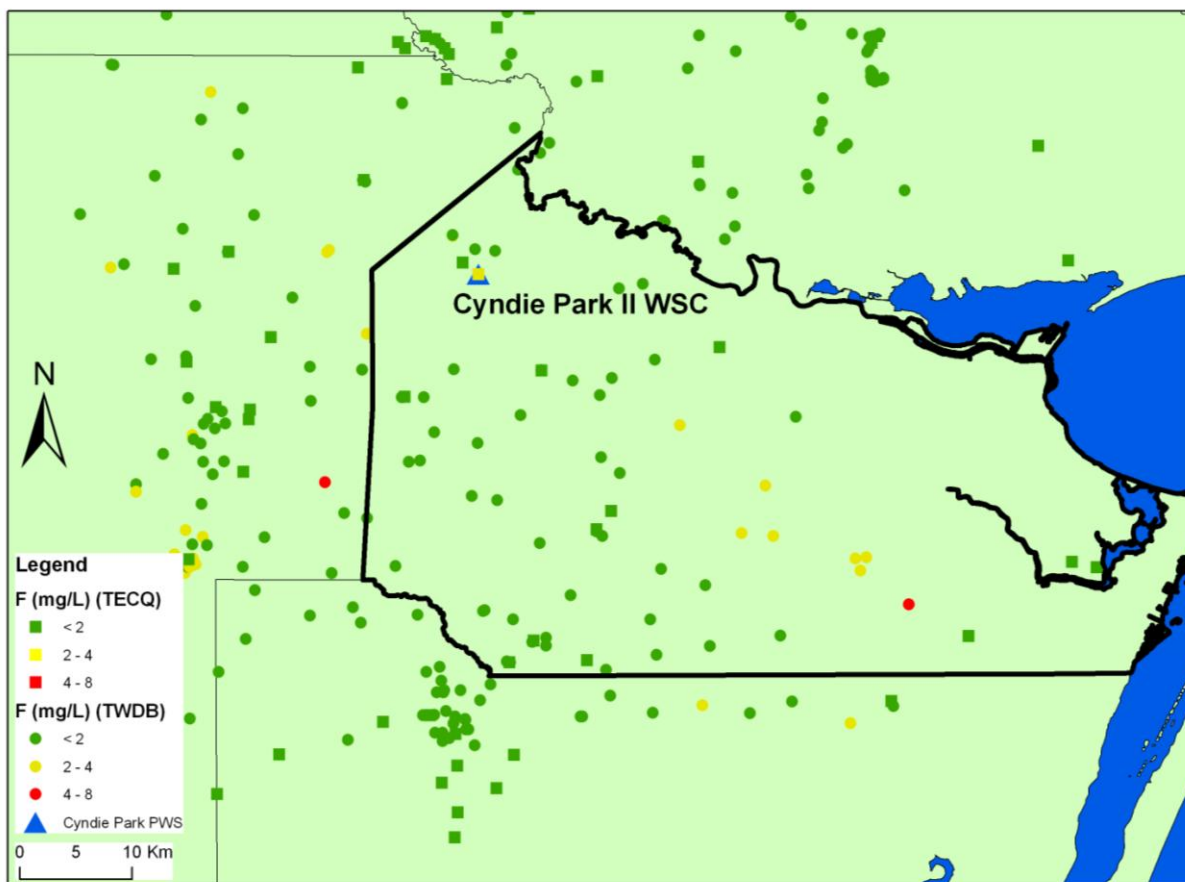 Cyndie Park II WSC
N
Legend
F (mg/L) (TECQ)
< 2
2 - 4
4 - 8
F (mg/L) (TWDB)
< 2
2 - 4
4 - 8
Cyndie Park PWS
0 5 10 Km